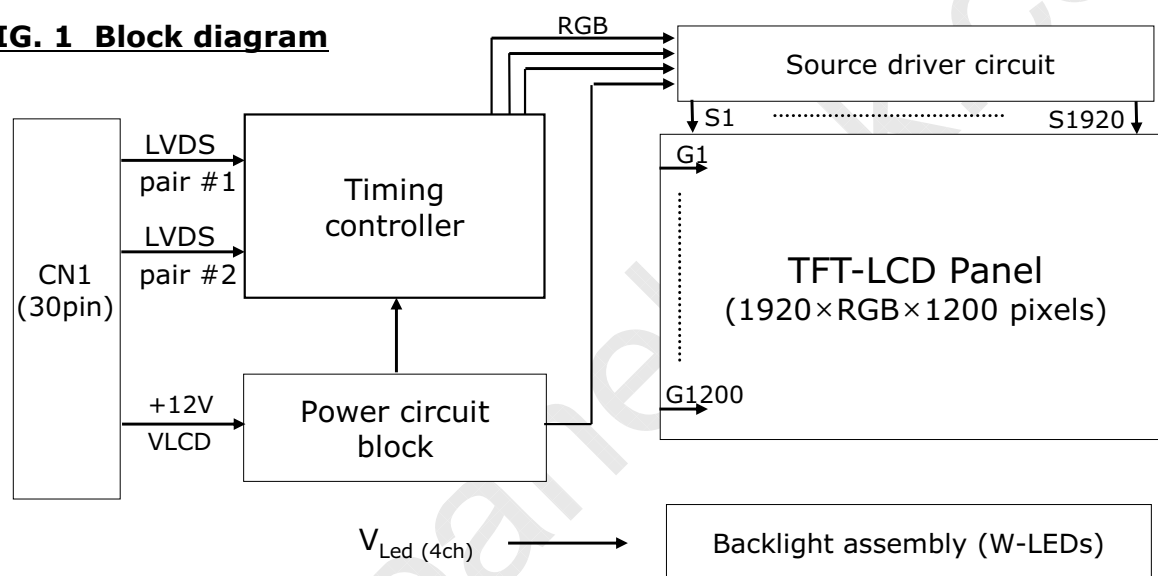 IG. 1 Block diagram
RGB
Source driver circuit
S1
S1920
CN1
(30pin)
LVDS
pair #1
LVDS
pair #2
Timing
controller
G1
TFT-LCD Panel
(1920×RGB×1200 pixels)
G1200
+12V
VLCD
Power circuit
block
VLed (4ch)
Backlight assembly (W-LEDs)